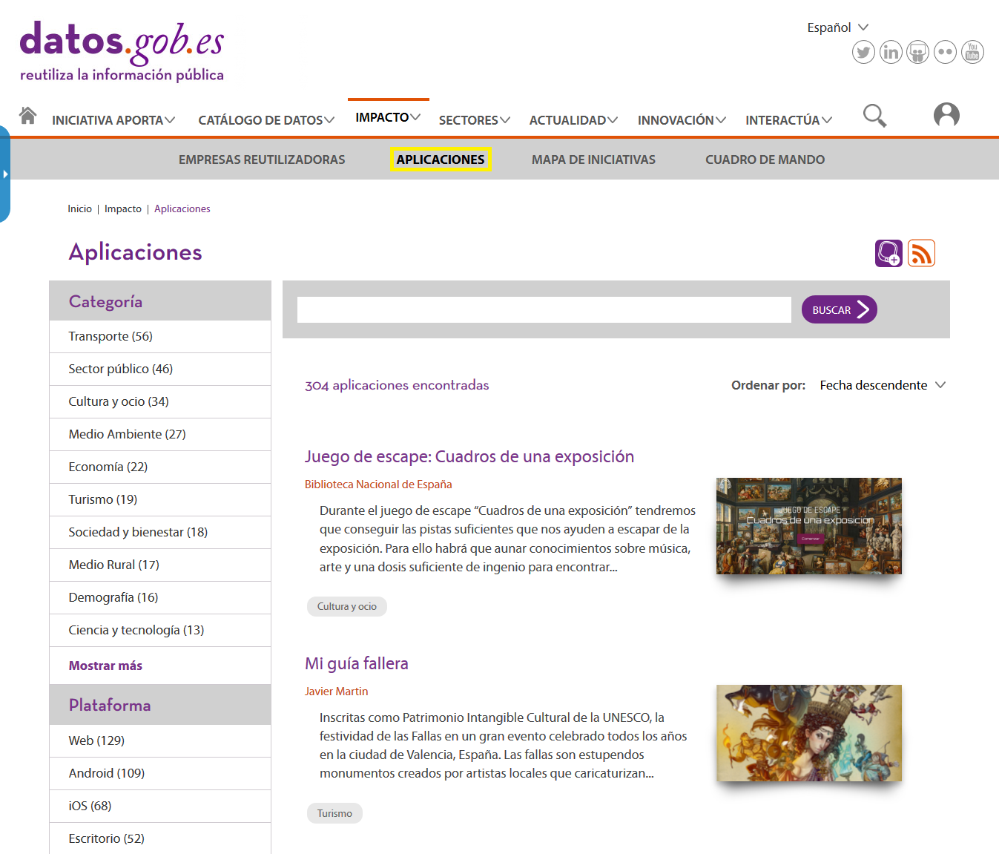 datos.gob.es
reutiliza la información pública
Español
in
You
Tube
INICIATIVA APORTA
CATÁLOGO DE DATOS
IMPACTO
SECTORES
ACTUALIDAD
INNOVACIÓN
INTERACTÚA
EMPRESAS REUTILIZADORAS
APLICACIONES
MAPA DE INICIATIVAS
CUADRO DE MANDO
Inicio | Impacto | Aplicaciones
Aplicaciones
Categoría
Transporte (56)
Sector público (46)
Cultura y ocio (34)
Medio Ambiente (27)
Economía (22)
Turismo (19)
Sociedad y bienestar (18)
Medio Rural (17)
Demografía (16)
Ciencia y tecnología (13)
Mostrar más
Plataforma
Web (129)
Android (109)
iOS (68)
Escritorio (52)
BUSCAR
304 aplicaciones encontradas
Ordenar por: Fecha descendente
Juego de escape: Cuadros de una exposición
Biblioteca Nacional de España
Durante el juego de escape “Cuadros de una exposición” tendremos
que conseguir las pistas suficientes que nos ayuden a escapar de la
exposición. Para ello habrá que aunar conocimientos sobre música,
arte y una dosis suficiente de ingenio para encontrar...
JUEGO DE ESCAPE
Cuadros de una exposición
Comenzar
Cultura y ocio
Mi guía fallera
Javier Martin
Inscritas como Patrimonio Intangible Cultural de la UNESCO, la
festividad de las Fallas en un gran evento celebrado todos los años
en la ciudad de Valencia, España. Las fallas son estupendos
monumentos creados por artistas locales que caricaturizan...
Turismo